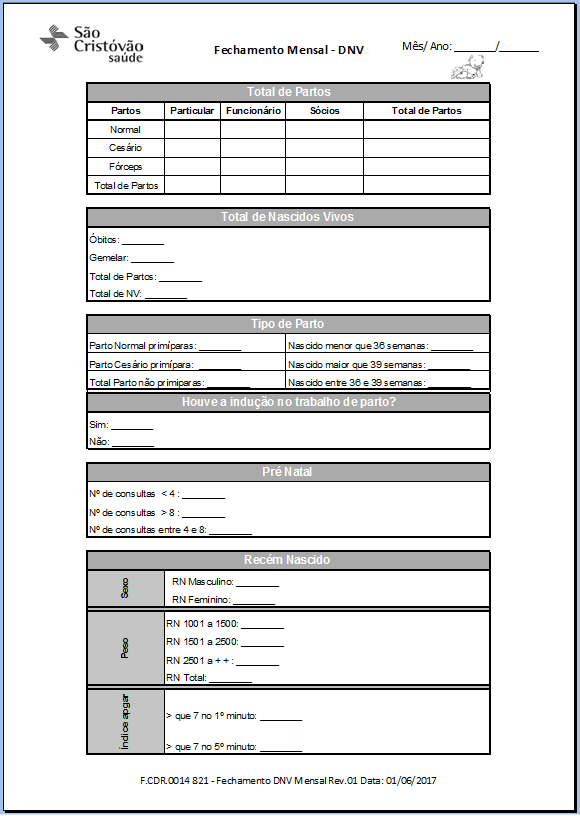 São
Cristóvão
saúde
Fechamento Mensal - DNV
Mês/ Ano: _______/_______
Total de Partos
Partos Particular Funcionário Sócios Total de Partos
Normal
Cesário
Fórceps
Total de Partos
Total de Nascidos Vivos
Óbitos: ________
Gemelar: ________
Total de Partos: ________
Total de NV: ________
Tipo de Parto
Parto Normal primíparas: ________ Nascido menor que 36 semanas: ________
Parto Cesário primípara: ________ Nascido maior que 39 semanas: ________
Total Parto não primiparas: ________ Nascido entre 36 e 39 semanas: ________
Houve a indução no trabalho de parto?
Sim: ________
Não: ________
Pré Natal
Nº de consultas < 4 : ________
Nº de consultas > 8 : ________
Nº de consultas entre 4 e 8: ________
Recém Nascido
Sexo
RN Masculino: ________
RN Feminino: ________
Peso
RN 1001 a 1500: ________
RN 1501 a 2500: ________
RN 2501 a + + : ________
RN Total: ________
Índice apgar
> que 7 no 1º minuto: ________
> que 7 no 5º minuto: ________
F.CDR.0014 821 - Fechamento DNV Mensal Rev.01 Data: 01/06/2017